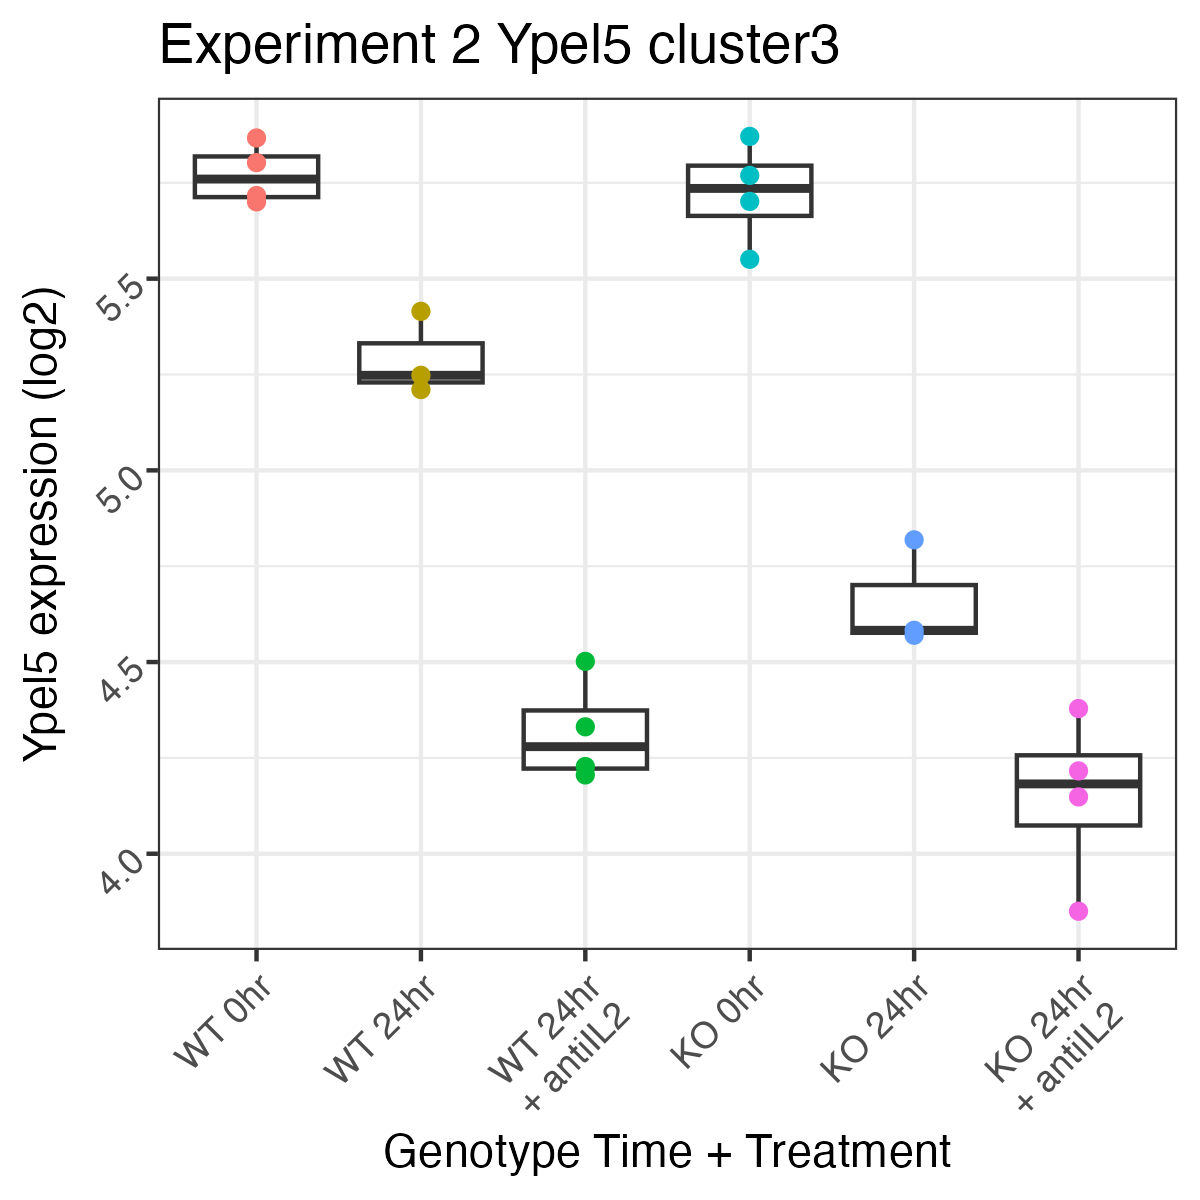 Experiment 2 Ypel5 cluster3
Ypel5 expression (log2)
5.5
5.0
4.5
4.0
WT 0hr
WT 24hr
WT 24hr
+ antiIL2
KO 0hr
KO 24hr
KO 24hr
+ antiIL2
Genotype Time + Treatment